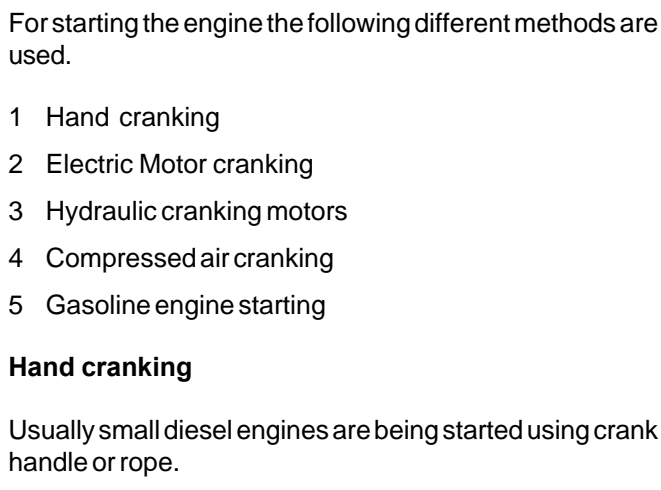 For starting the engine the following different methods are
used.
1 Hand cranking
2 Electric Motor cranking
3 Hydraulic cranking motors
4 Compressed air cranking
5 Gasoline engine starting
Hand cranking
Usually small diesel engines are being started using crank
handle or rope.